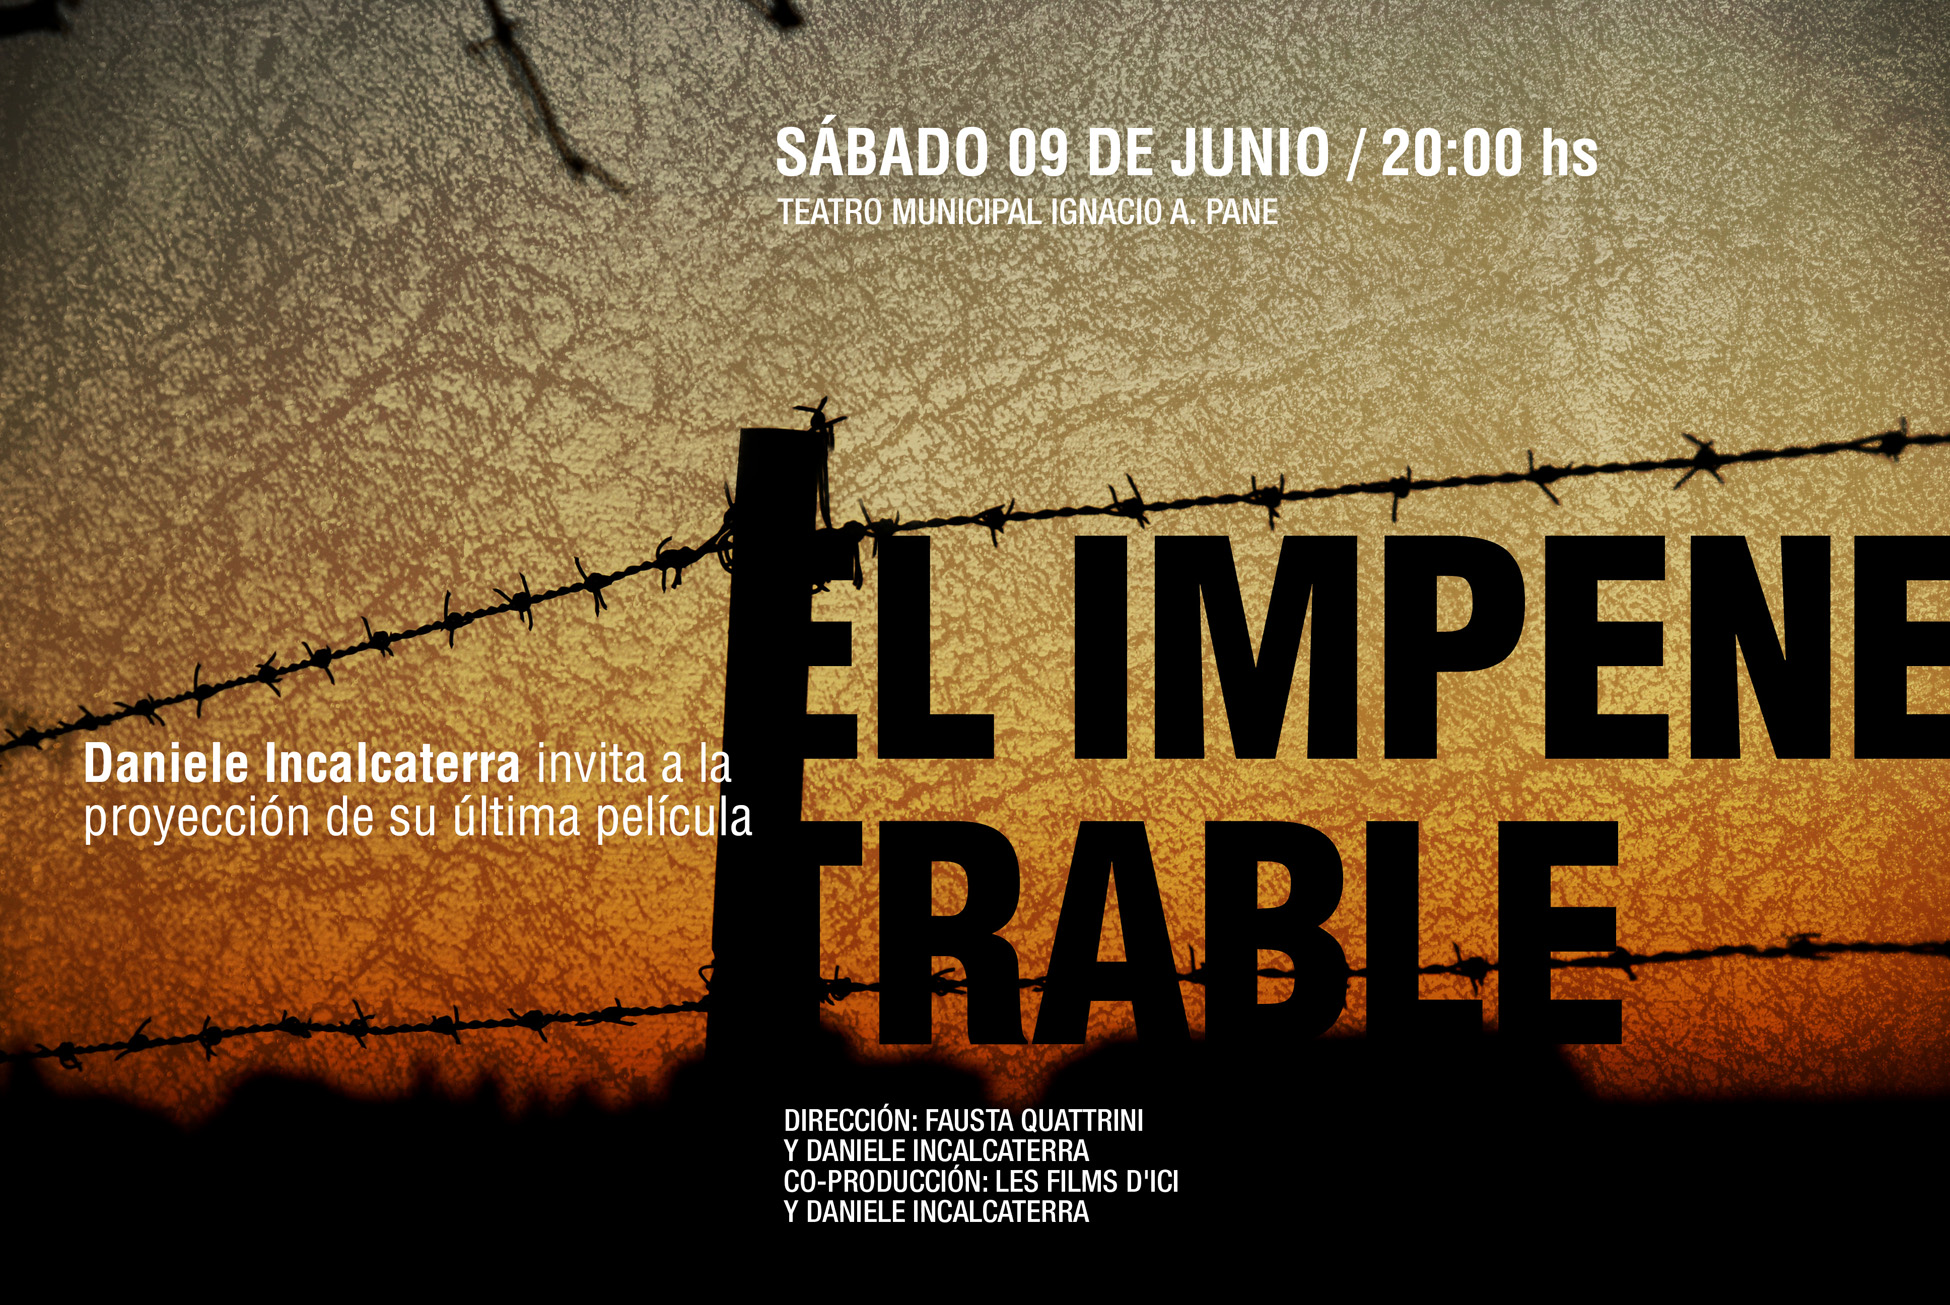 SÁBADO 09 DE JUNIO / 20:00 hs
TEATRO MUNICIPAL IGNACIO A. PANE
EL IMPENE
TRABLE
Daniele Incalcaterra invita a la
proyección de su última película
DIRECCIÓN: FAUSTA QUATTRINI
Y DANIELE INCALCATERRA
CO-PRODUCCIÓN: LES FILMS D'ICI
Y DANIELE INCALCATERRA